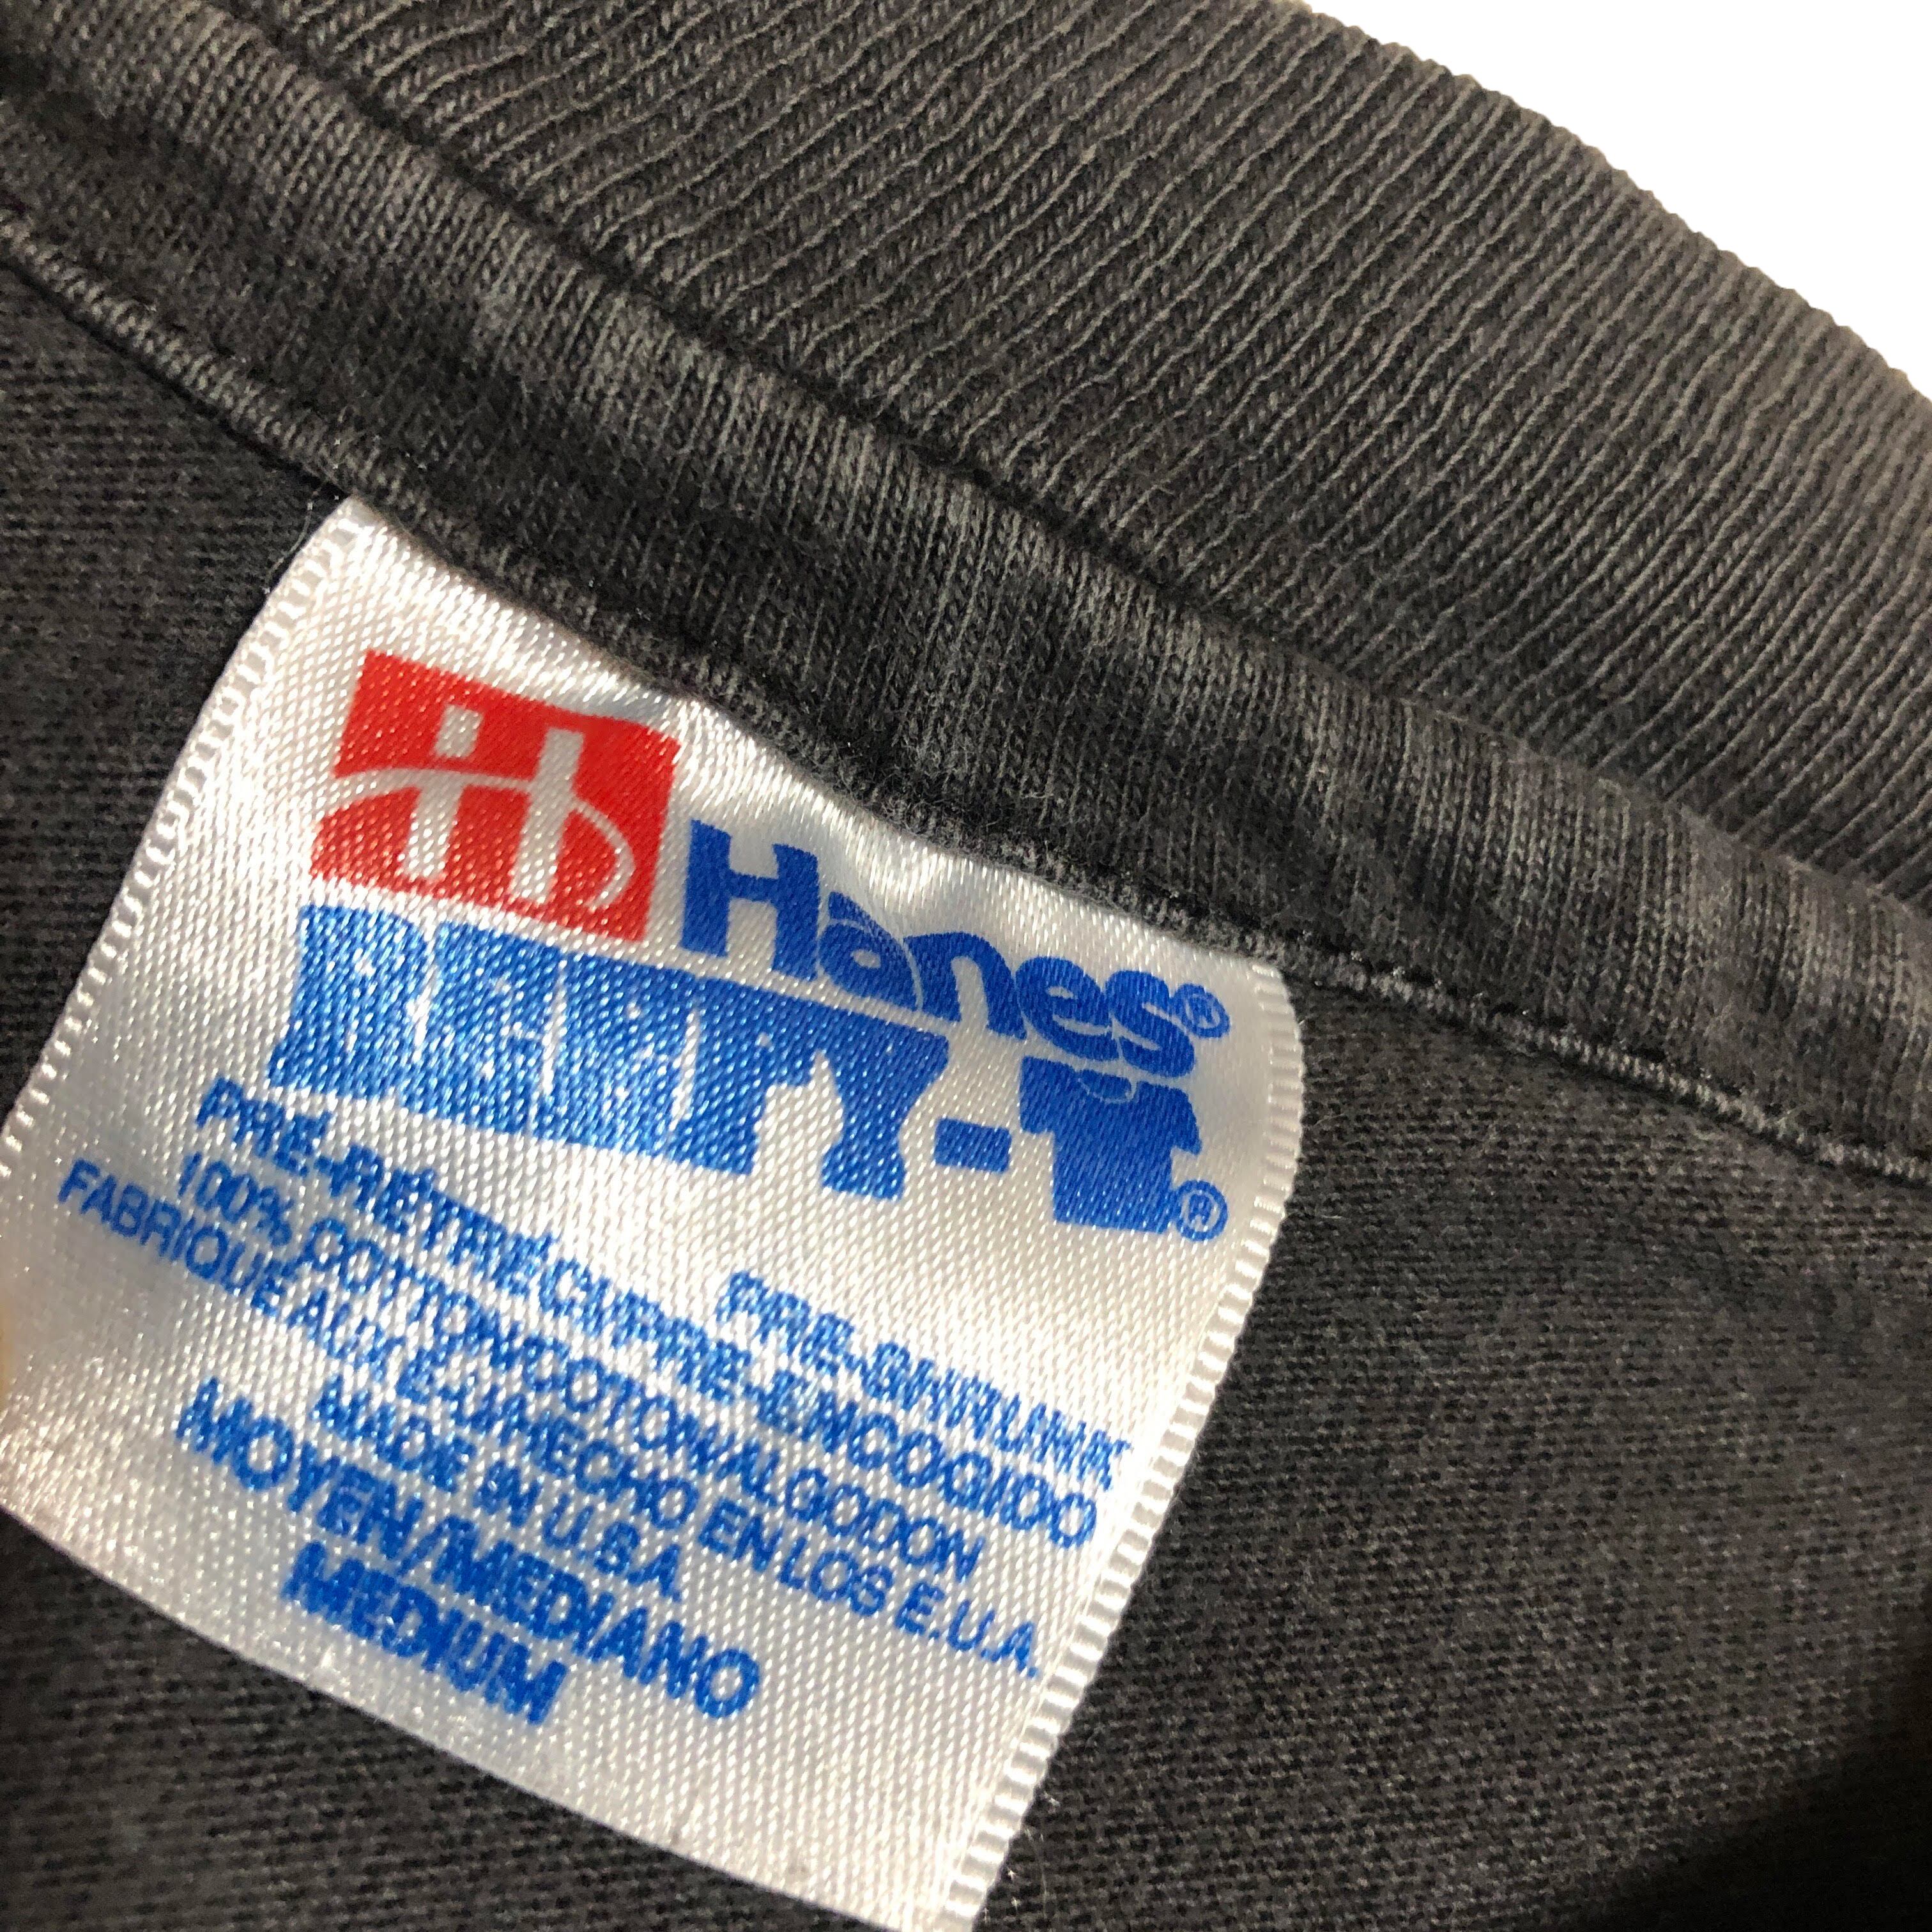 H Hanes®
BEEFY-T®
PRE-SHRUNK
PRE-RÉTRÉCI/PRE-ENCOGIDO
100% COTTON/COTON/ALGODON
FABRIQUE AUX E.-U./HECHO EN LOS E.U.A.
MADE IN U.S.A
MOYEN/MEDIANO
MEDIUM